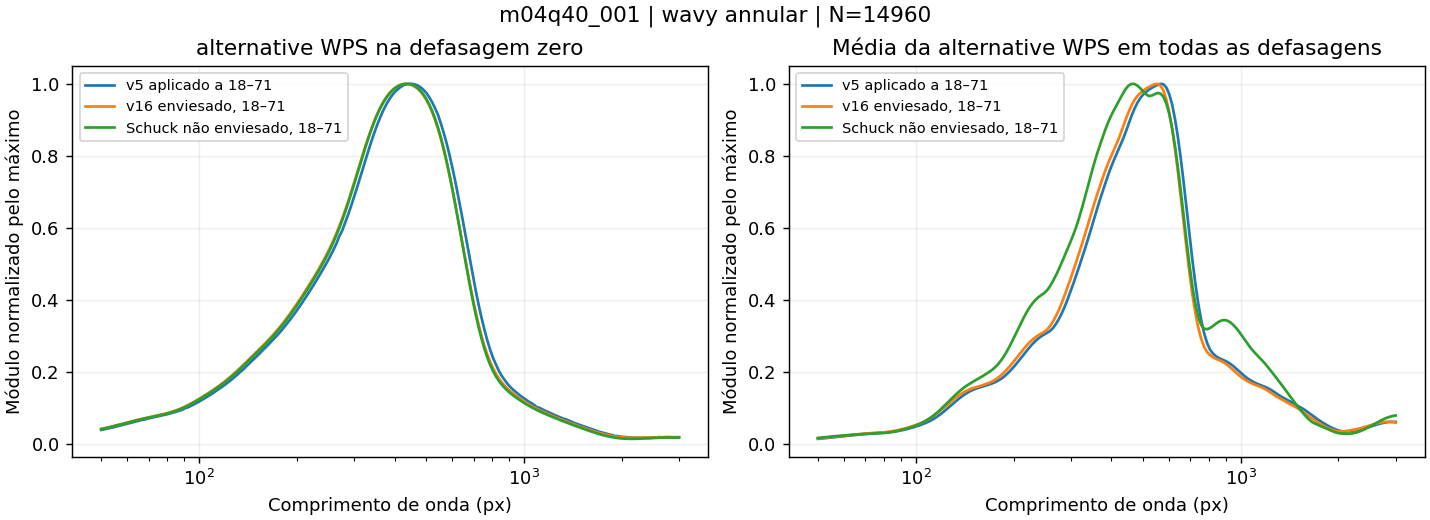 m04q40_001 | wavy annular | N=14960
alternative WPS na defasagem zero
Módulo normalizado pelo máximo
1.0
0.8
0.6
0.4
0.2
0.0
v5 aplicado a 18–71
v16 enviesado, 18–71
Schuck não enviesado, 18–71
10²
10³
Comprimento de onda (px)
Média da alternative WPS em todas as defasagens
Módulo normalizado pelo máximo
1.0
0.8
0.6
0.4
0.2
0.0
v5 aplicado a 18–71
v16 enviesado, 18–71
Schuck não enviesado, 18–71
10²
10³
Comprimento de onda (px)